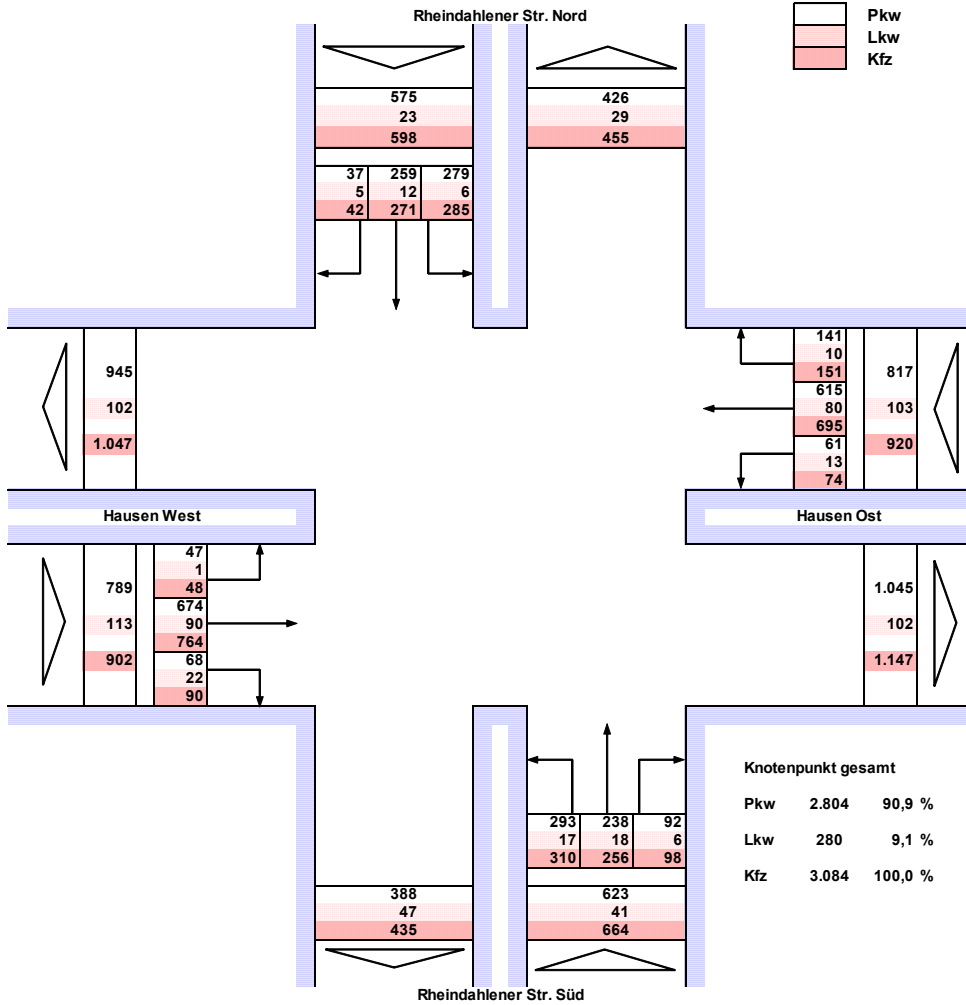 Rheindahlener Str. Nord
Pkw
Lkw
Kfz
575
23
598
426
29
455
37 259 279
5 12 6
42 271 285
945
102
1.047
141
10
151
615
80
695
61
13
74
817
103
920
Hausen West
Hausen Ost
789
113
902
47
1
48
674
90
764
68
22
90
1.045
102
1.147
293 238 92
17 18 6
310 256 98
388
47
435
623
41
664
Knotenpunkt gesamt
Pkw 2.804 90,9 %
Lkw 280 9,1 %
Kfz 3.084 100,0 %
Rheindahlener Str. Süd